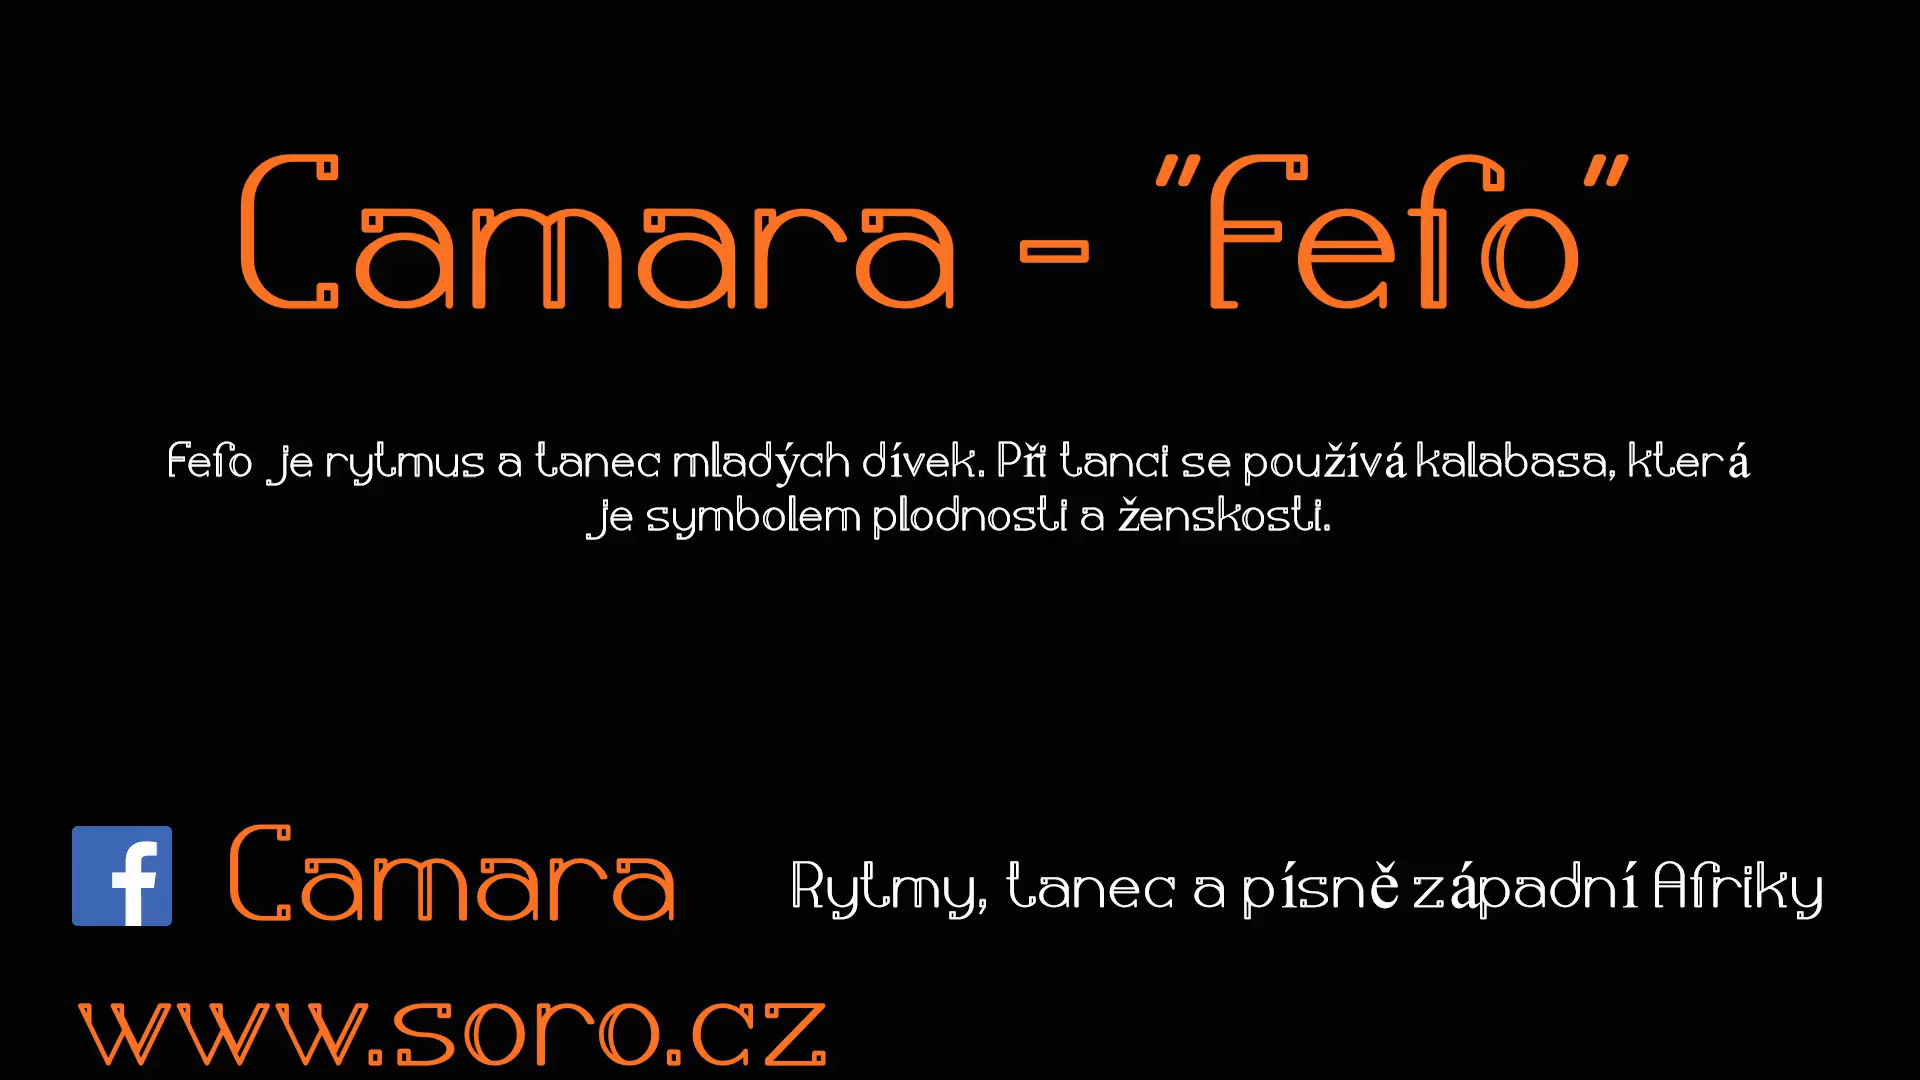 Camara - "Fefo"
Fefo je rytmus a tanec mladých dívek. Při tanci se používá kalabasa, která
je symbolem plodnosti a ženskosti.
f Camara Rytmy, tanec a písně západní Afriky
www.soro.cz